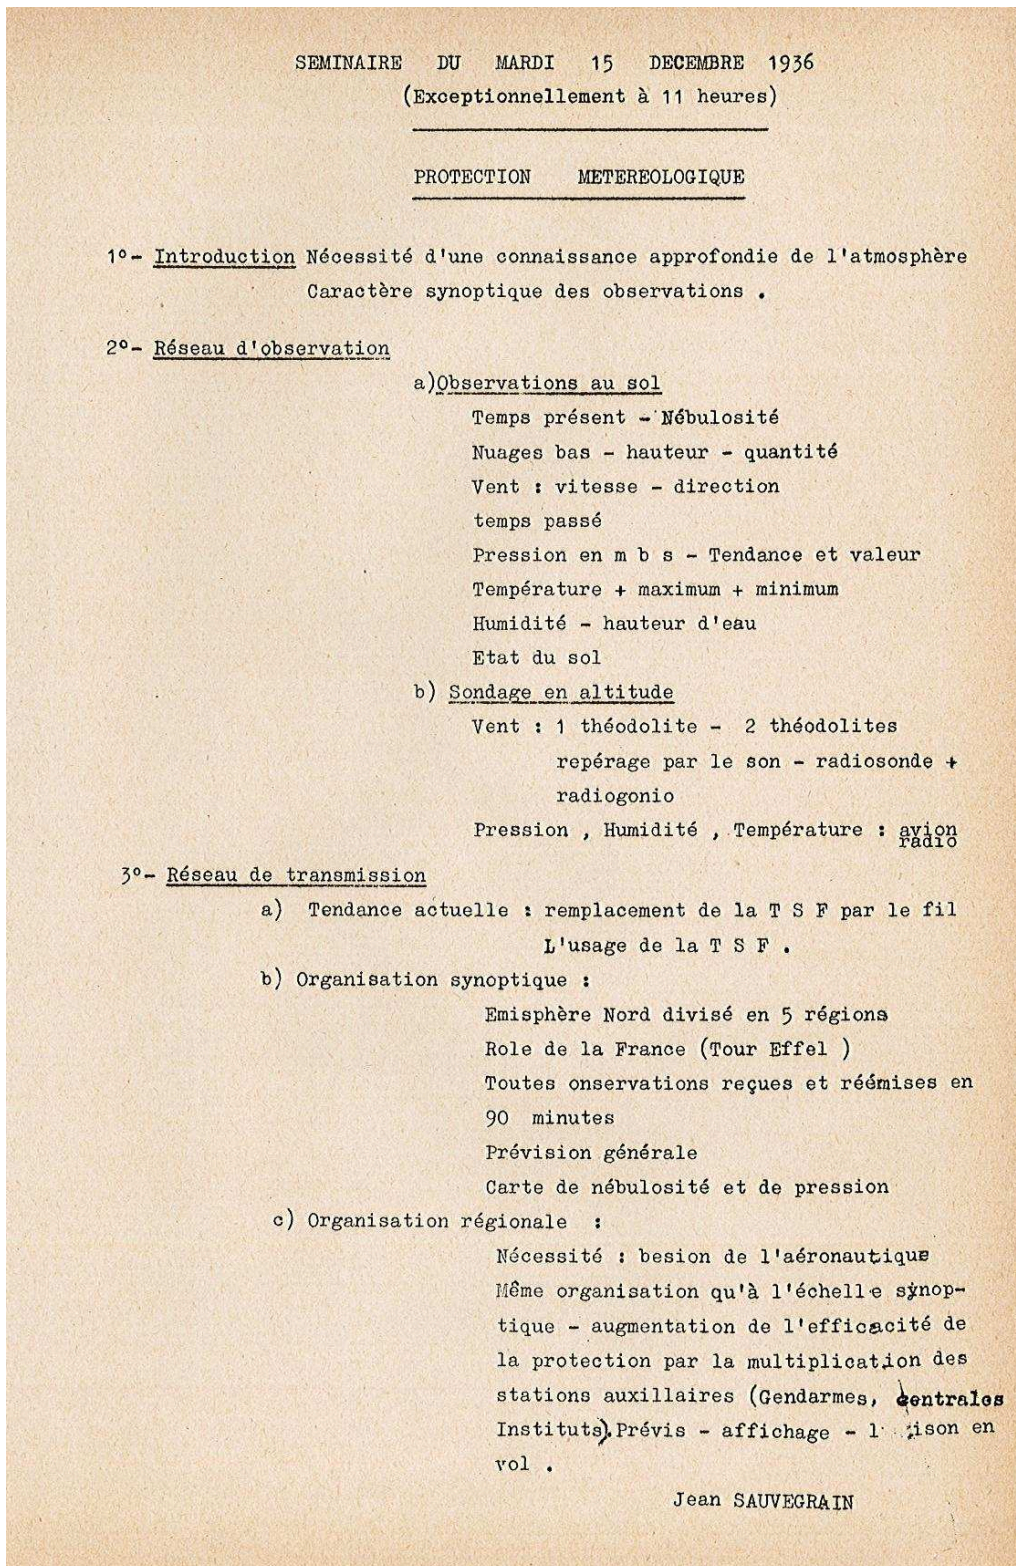 SEMINAIRE DU MARDI 15 DECEMBRE 1936
(Exceptionnellement à 11 heures)
PROTECTION METEREOLOGIQUE
1°- Introduction Nécessité d'une connaissance approfondie de l'atmosphère
Caractère synoptique des observations .
2°- Réseau d'observation
a)Observations au sol
Temps présent - Nébulosité
Nuages bas - hauteur - quantité
Vent : vitesse - direction
temps passé
Pression en m b s - Tendance et valeur
Température + maximum + minimum
Humidité - hauteur d'eau
Etat du sol
b) Sondage en altitude
Vent : 1 théodolite - 2 théodolites
repérage par le son - radiosonde +
radiogonio
Pression , Humidité , Température : avion
radio
3°- Réseau de transmission
a) Tendance actuelle : remplacement de la T S F par le fil
L'usage de la T S F .
b) Organisation synoptique :
Emisphère Nord divisé en 5 régions
Role de la France (Tour Effel )
Toutes onservations reçues et réémises en
90 minutes
Prévision générale
Carte de nébulosité et de pression
c) Organisation régionale :
Nécessité : besion de l'aéronautique
Même organisation qu'à l'échelle synop-
tique - augmentation de l'efficacité de
la protection par la multiplication des
stations auxillaires (Gendarmes, centrales
Instituts).Prévis - affichage - en
vol .
Jean SAUVEGRAIN